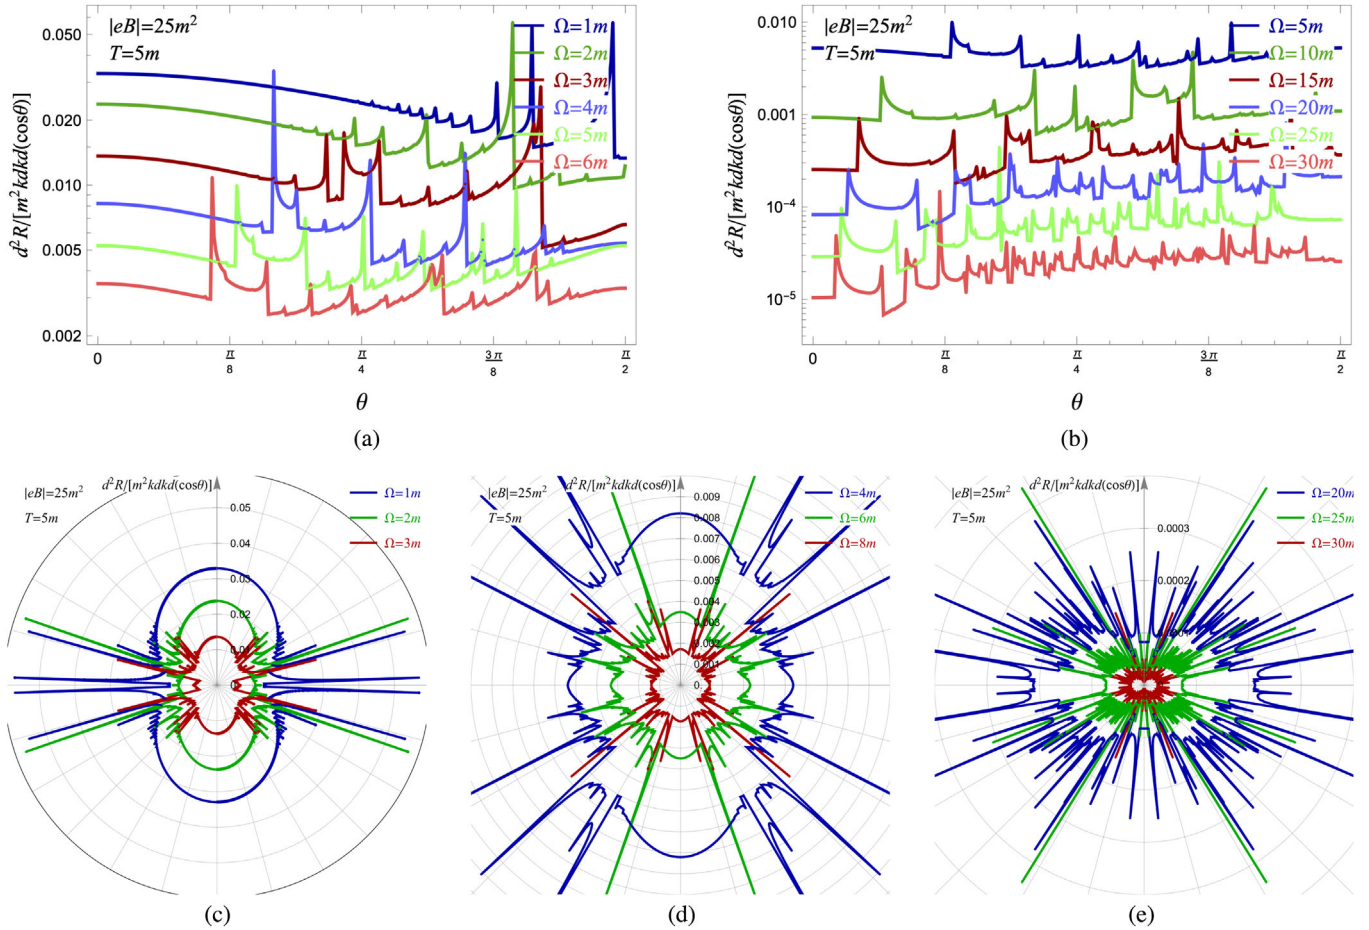 (a)
|eB|=25m²
T=5m
Ω=1m
Ω=2m
Ω=3m
Ω=4m
Ω=5m
Ω=6m
d²R/[m²kdkd(cosθ)]
0.050
0.020
0.010
0.005
0.002
0
π/8
π/4
3π/8
π/2
θ
(a)
(b)
|eB|=25m²
T=5m
Ω=5m
Ω=10m
Ω=15m
Ω=20m
Ω=25m
Ω=30m
d²R/[m²kdkd(cosθ)]
0.010
0.001
10⁻⁴
10⁻⁵
0
π/8
π/4
3π/8
π/2
θ
(b)
d²R/[m²kdkd(cosθ)]
|eB|=25m²
T=5m
Ω=1m
Ω=2m
Ω=3m
0.05
0.04
0.03
0.02
0.01
0
(c)
d²R/[m²kdkd(cosθ)]
|eB|=25m²
T=5m
Ω=4m
Ω=6m
Ω=8m
0.009
0.008
0.007
0.006
0.005
0.004
0.003
0.002
0.001
0
(d)
d²R/[m²kdkd(cosθ)]
|eB|=25m²
T=5m
Ω=20m
Ω=25m
Ω=30m
0.0003
0.0002
(e)